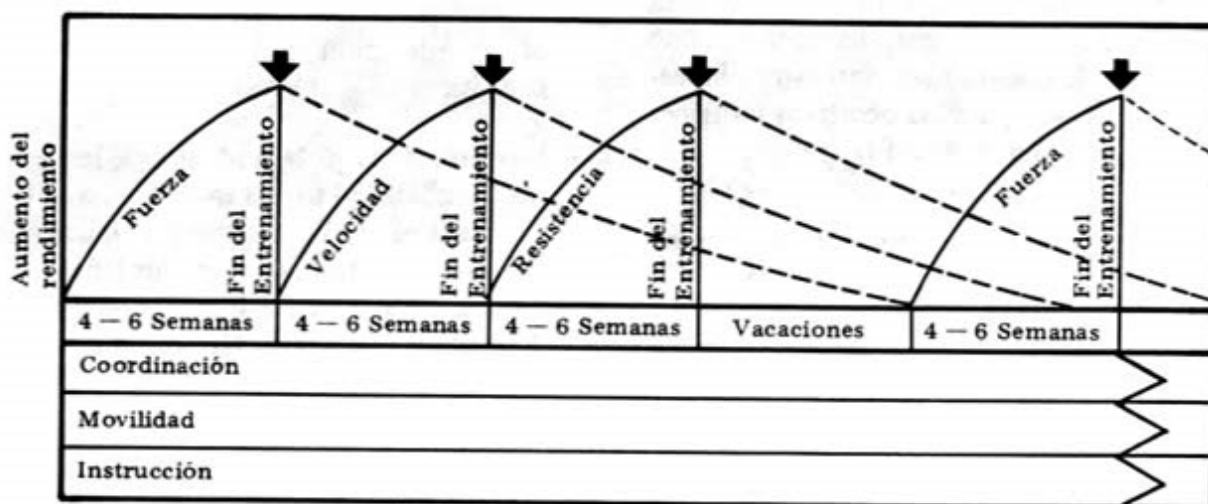 Aumento del
rendimiento
Fuerza
Fin del
Entrenamiento
Velocidad
Fin del
Entrenamiento
Resistencia
Fin del
Entrenamiento
Fuerza
Fin del
Entrenamiento
4 — 6 Semanas
4 — 6 Semanas
4 — 6 Semanas
Vacaciones
4 — 6 Semanas
Coordinación
Movilidad
Instrucción